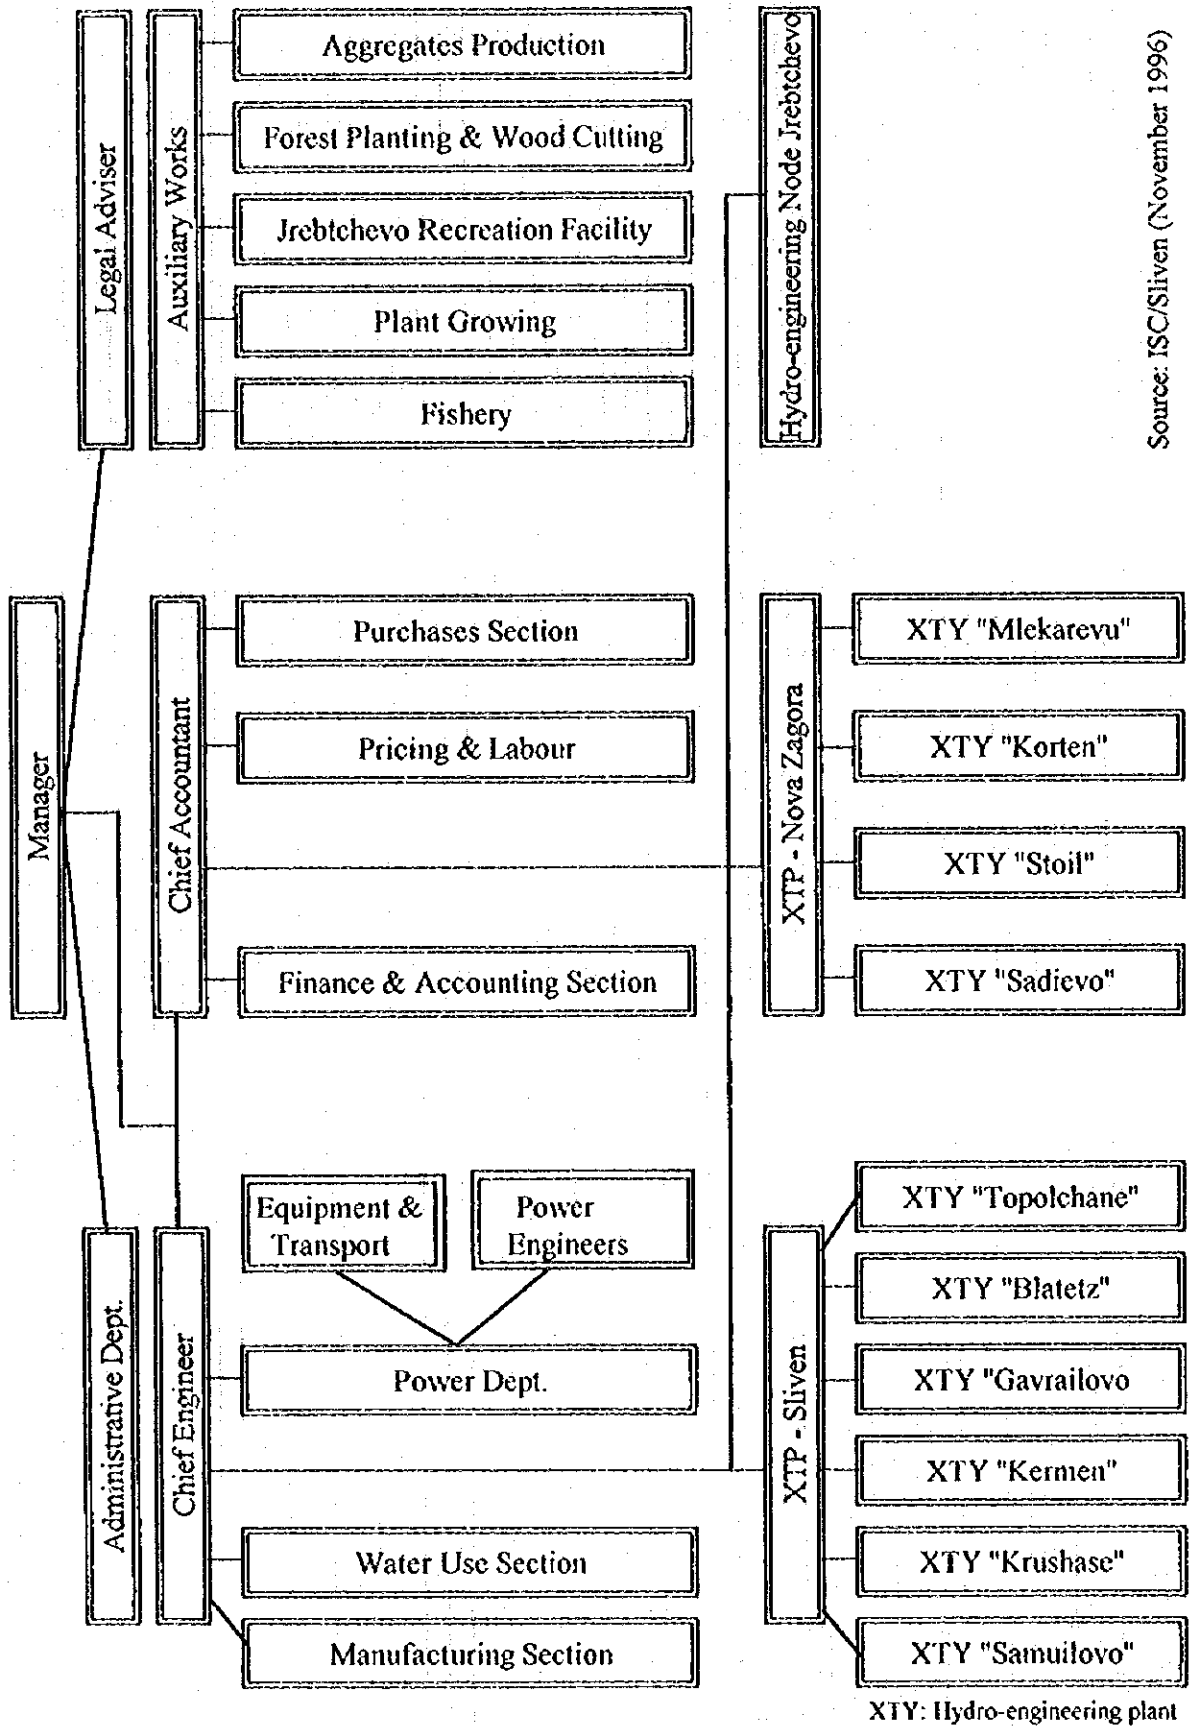 Manager
Legal Adviser
Administrative Dept.
Auxiliary Works
Aggregates Production
Forest Planting & Wood Cutting
Jrebtchevo Recreation Facility
Plant Growing
Fishery
Chief Accountant
Purchases Section
Pricing & Labour
Finance & Accounting Section
Chief Engineer
Equipment &
Transport
Power
Engineers
Power Dept.
Water Use Section
Manufacturing Section
Hydro-engineering Node Jrebtchevo
XTP - Nova Zagora
XTY "Mlekarevu"
XTY "Korten"
XTY "Stoil"
XTY "Sadievo"
XTP - Sliven
XTY "Topolchane"
XTY "Blatetz"
XTY "Gavrailovo
XTY "Kermen"
XTY "Krushase"
XTY "Samuilovo"
XTY: Hydro-engineering plant
Source: ISC/Sliven (November 1996)